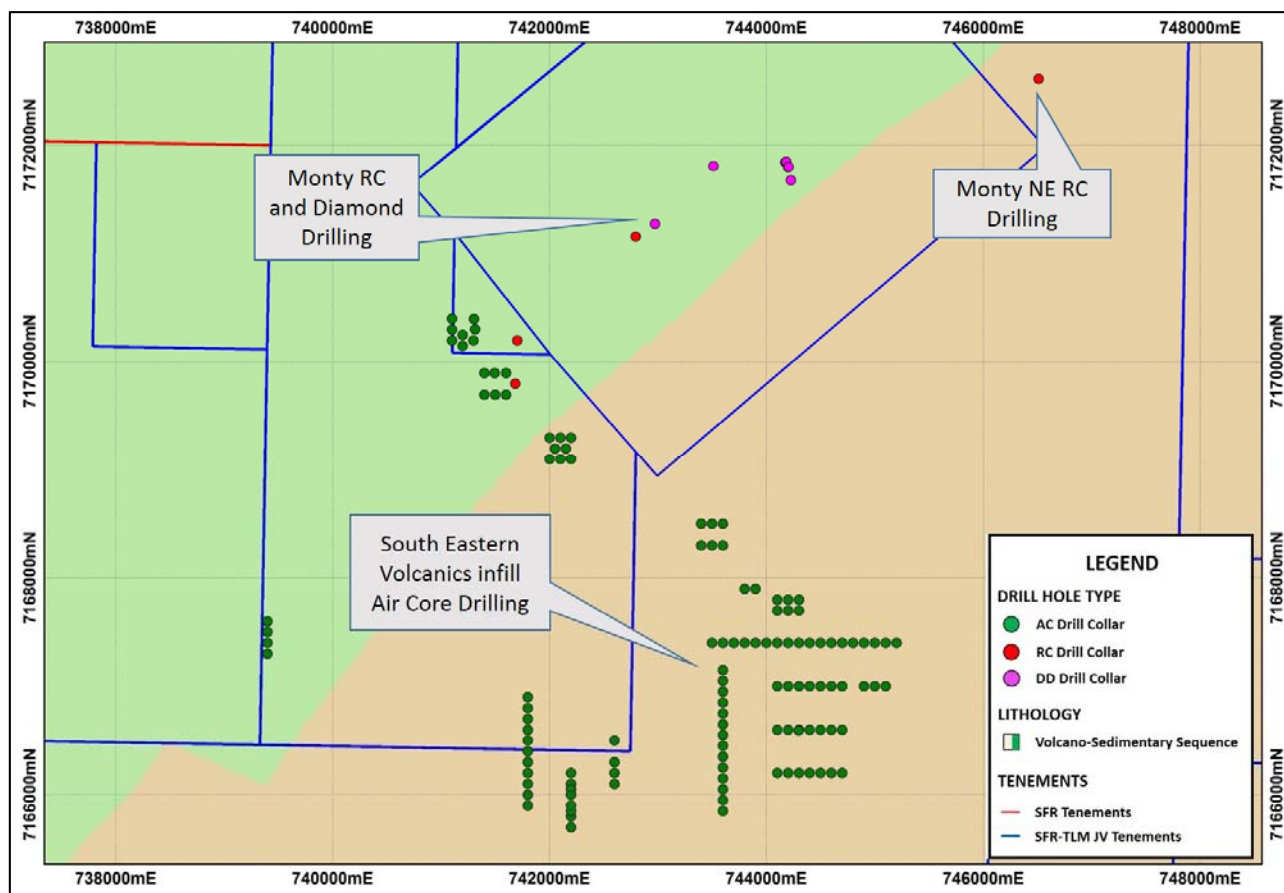 738000mE
740000mE
742000mE
744000mE
746000mE
748000mE
7172000mN
7172000mN
Monty RC
and Diamond
Drilling
Monty NE RC
Drilling
7170000mN
7170000mN
South Eastern
Volcanics infill
Air Core Drilling
7168000mN
7168000mN
LEGEND
DRILL HOLE TYPE
AC Drill Collar
RC Drill Collar
DD Drill Collar
LITHOLOGY
Volcano-Sedimentary Sequence
TENEMENTS
SFR Tenements
SFR-TLM JV Tenements
7166000mN
7166000mN
738000mE
740000mE
742000mE
744000mE
746000mE
748000mE